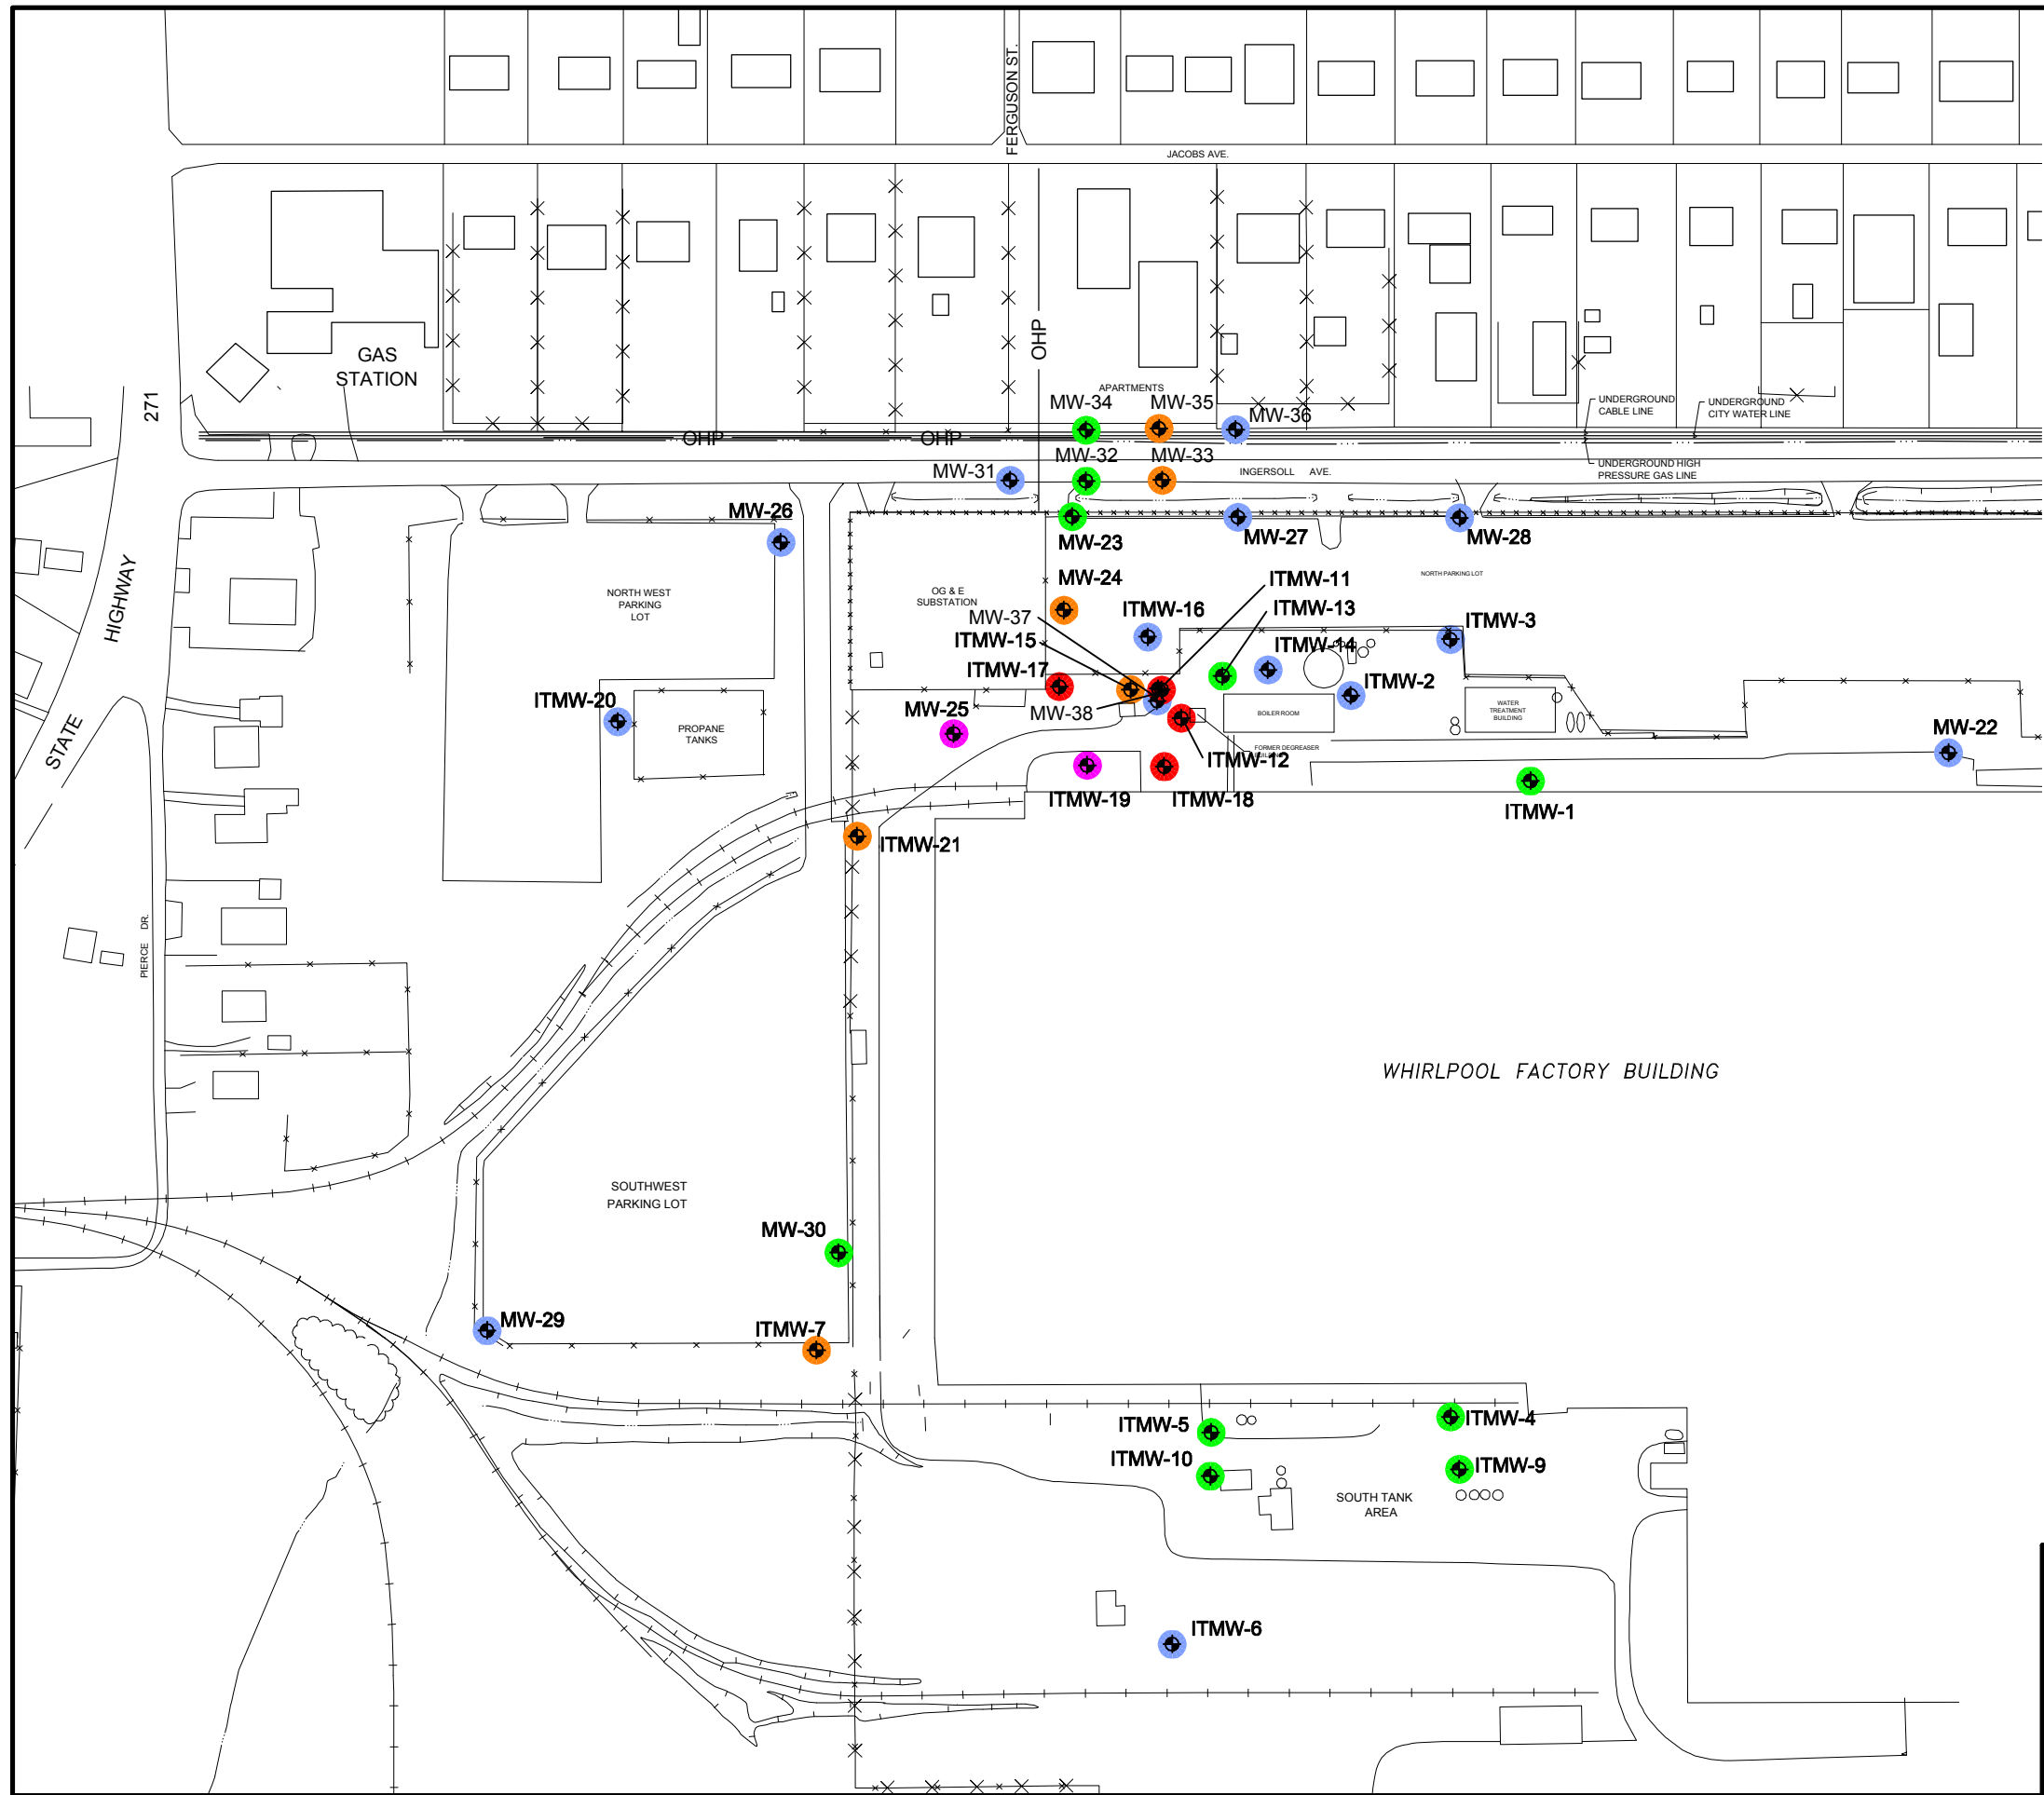 FERGUSON ST.
JACOBS AVE.
GAS
STATION
271
OHP
APARTMENTS
MW-34
MW-35
MW-36
UNDERGROUND
CABLE LINE
UNDERGROUND
CITY WATER LINE
OHP
OHP
MW-31
MW-32
MW-33
INGERSOLL AVE.
UNDERGROUND HIGH
PRESSURE GAS LINE
MW-26
MW-23
MW-27
MW-28
HIGHWAY
STATE
NORTH WEST
PARKING
LOT
OG & E
SUBSTATION
MW-24
MW-37
ITMW-15
ITMW-16
ITMW-11
ITMW-13
ITMW-14
NORTH PARKING LOT
ITMW-3
ITMW-17
ITMW-2
ITMW-20
PROPANE
TANKS
MW-25
MW-38
BOILER ROOM
WATER
TREATMENT
BUILDING
MW-22
FORMER DEGREASER
ITMW-12
ITMW-19
ITMW-18
ITMW-1
ITMW-21
PIERCE DR.
WHIRLPOOL FACTORY BUILDING
SOUTHWEST
PARKING LOT
MW-30
MW-29
ITMW-7
ITMW-5
ITMW-4
ITMW-10
ITMW-9
SOUTH TANK
AREA
ITMW-6